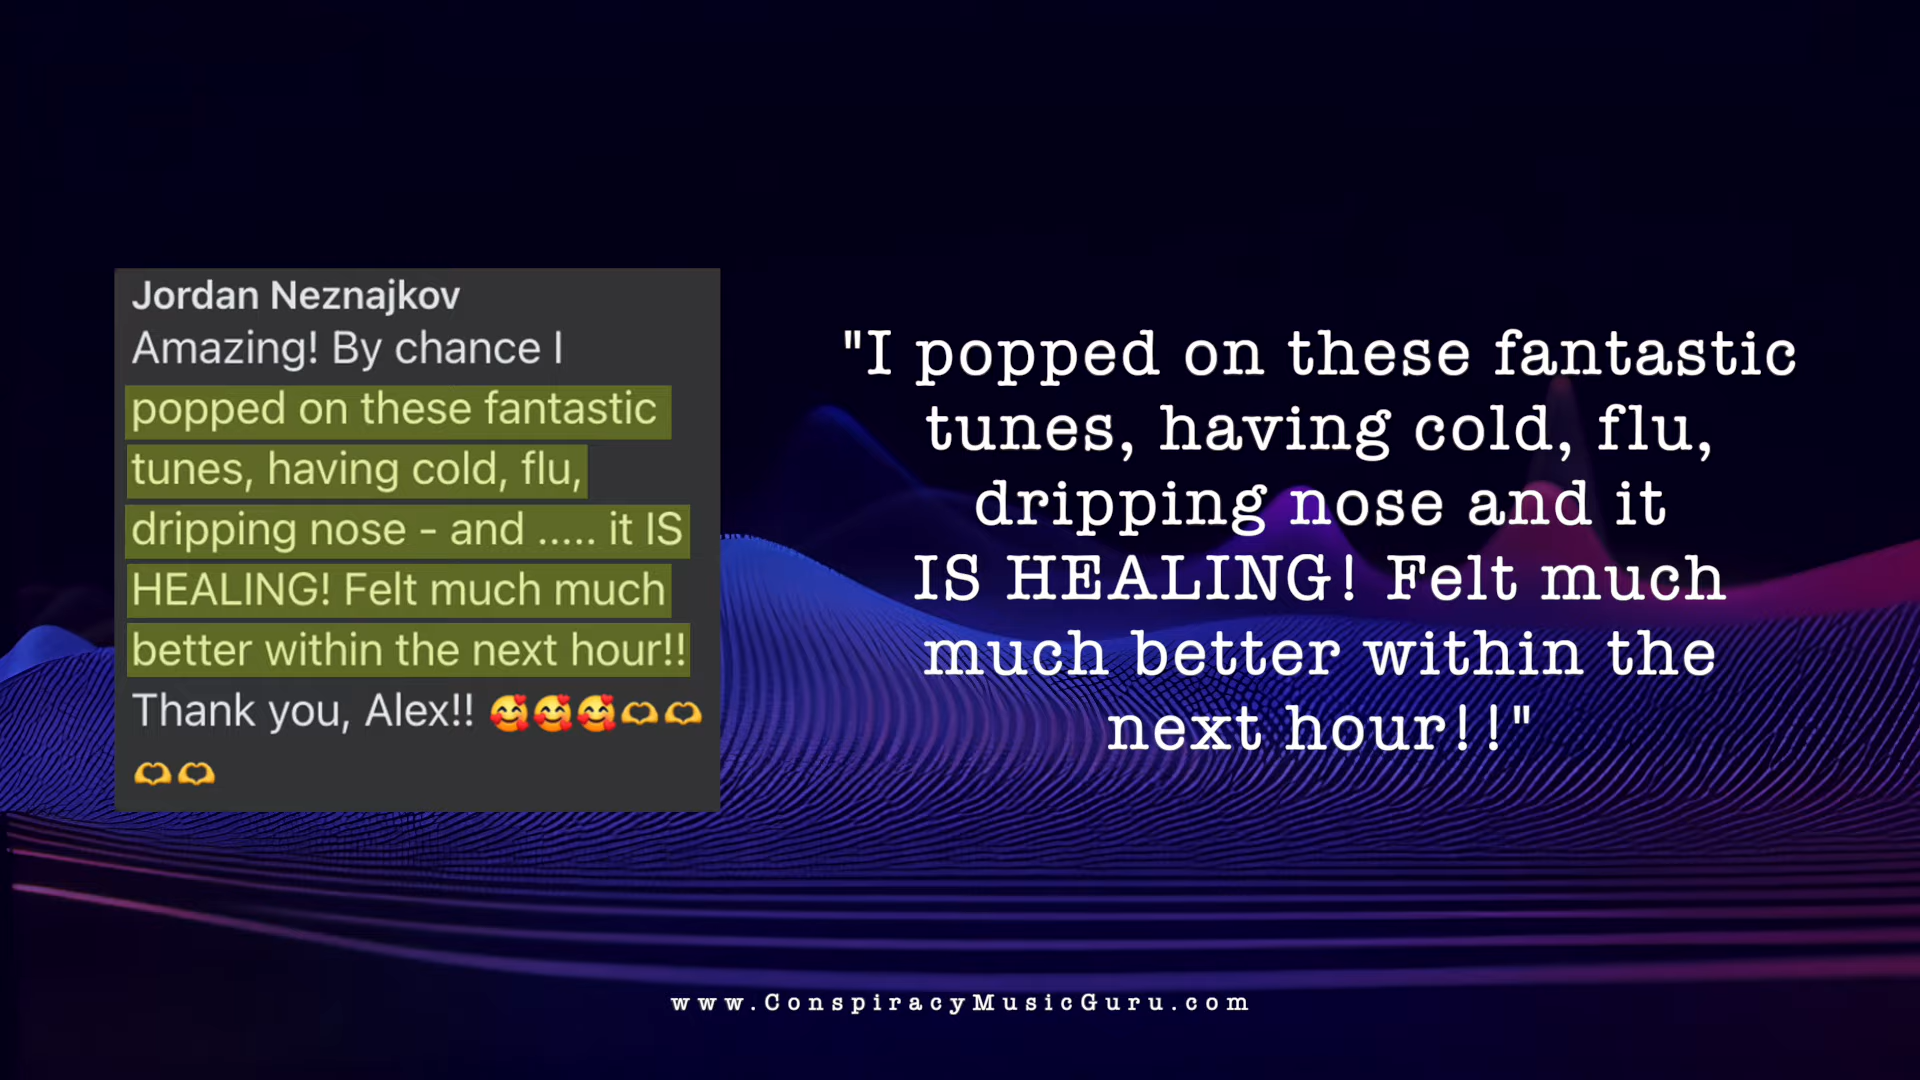 Jordan Neznajkov
Amazing! By chance I
popped on these fantastic
tunes, having cold, flu,
dripping nose - and ..... it IS
HEALING! Felt much much
better within the next hour!!
Thank you, Alex!! 🥰🥰🥰🫶🫶
🫶🫶
"I popped on these fantastic
tunes, having cold, flu,
dripping nose and it
IS HEALING! Felt much
much better within the
next hour!!"
www.ConspiracyMusicGuru.com